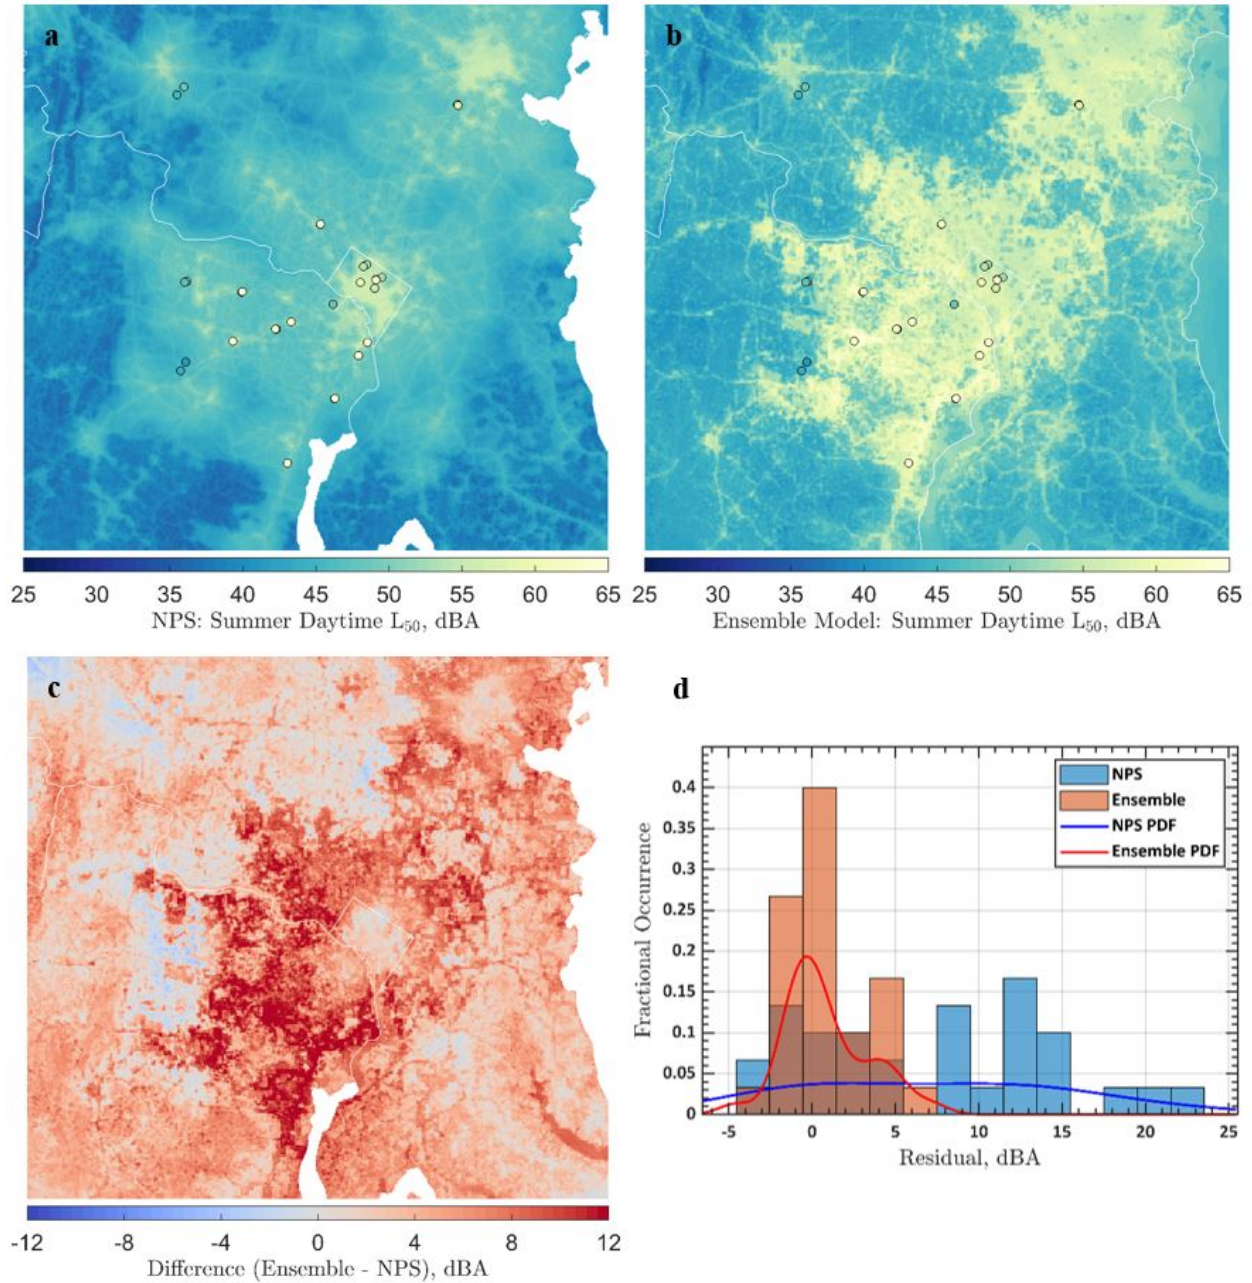 a
b
25 30 35 40 45 50 55 60 65
NPS: Summer Daytime L50, dBA
25 30 35 40 45 50 55 60 65
Ensemble Model: Summer Daytime L50, dBA
c
-12 -8 -4 0 4 8 12
Difference (Ensemble - NPS), dBA
d
NPS
Ensemble
NPS PDF
Ensemble PDF
0.4
0.35
0.3
0.25
0.2
0.15
0.1
0.05
0
Fractional Occurrence
-5 0 5 10 15 20 25
Residual, dBA